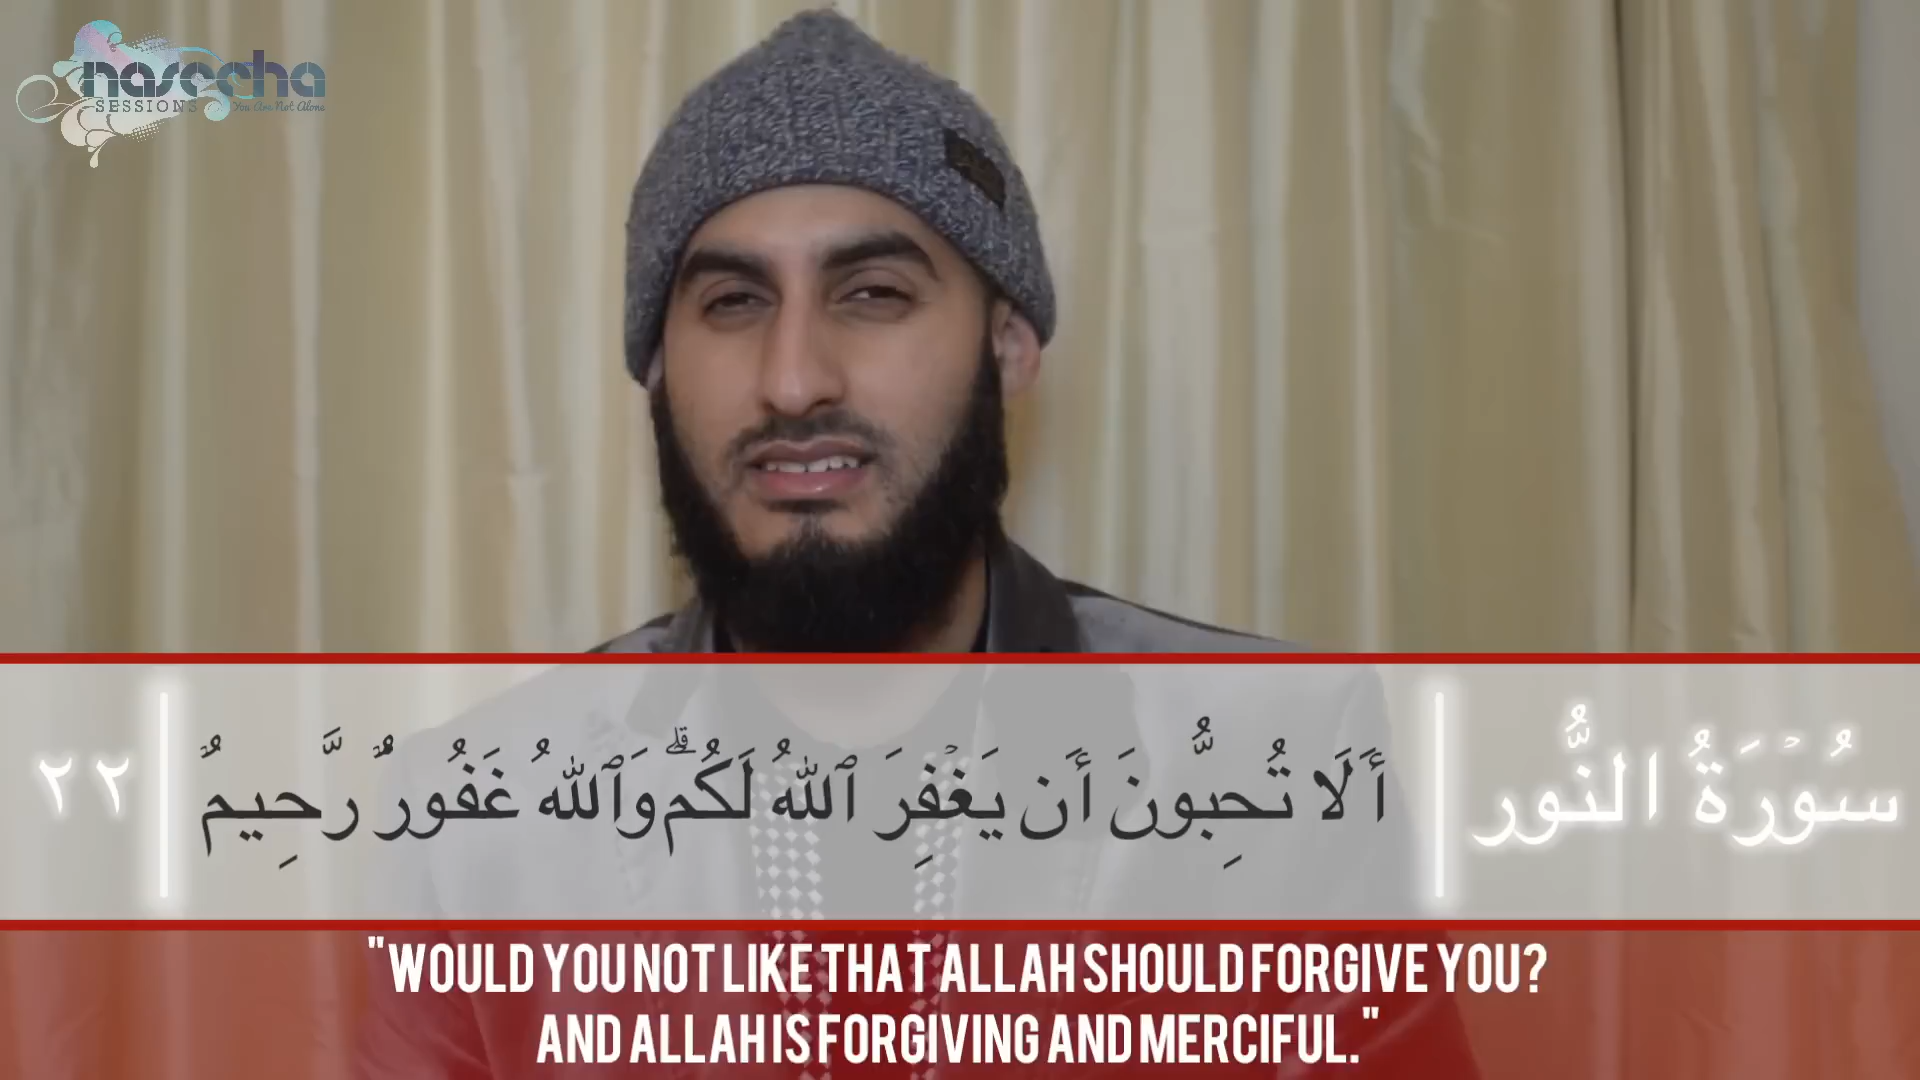 naseeha
SESSIONS You Are Not Alone
سُوۡرَةُ النُّور
أَلَا تُحِبُّونَ أَن يَغۡفِرَ ٱللَّهُ لَكُمۡۗ وَٱللَّهُ غَفُورٌ رَّحِيمٌ
٢٢
"WOULD YOU NOT LIKE THAT ALLAH SHOULD FORGIVE YOU?
AND ALLAH IS FORGIVING AND MERCIFUL."